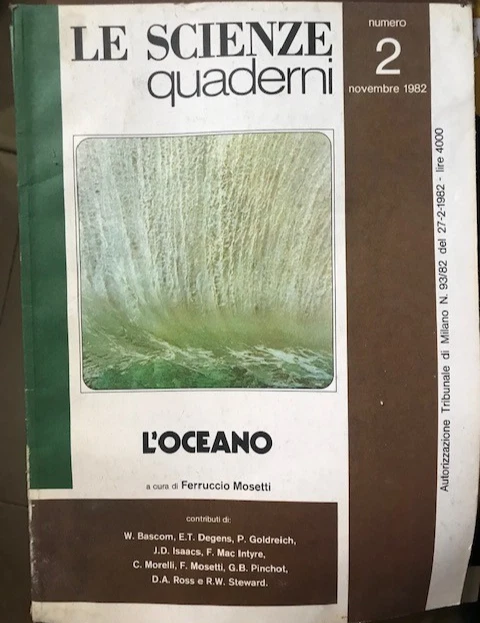 LE SCIENZE
quaderni
numero
2
novembre 1982
L'OCEANO
a cura di Ferruccio Mosetti
contributi di:
W. Bascom, E.T. Degens, P. Goldreich,
J.D. Isaacs, F. Mac Intyre,
C. Morelli, F. Mosetti, G.B. Pinchot,
D.A. Ross e R.W. Steward.
Autorizzazione Tribunale di Milano N. 93/82 del 27-2-1982 - lire 4000